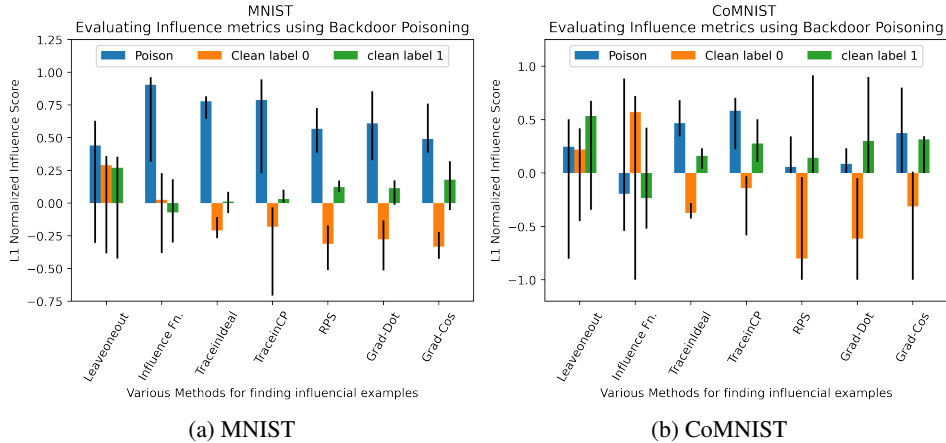 MNIST
Evaluating Influence metrics using Backdoor Poisoning
Poison
Clean label 0
clean label 1
L1 Normalized Influence Score
1.25
1.00
0.75
0.50
0.25
0.00
−0.25
−0.50
−0.75
Leaveoneout
Influence Fn.
TraceinIdeal
TraceinCP
RPS
Grad-Dot
Grad-Cos
Various Methods for finding influencial examples
(a) MNIST
CoMNIST
Evaluating Influence metrics using Backdoor Poisoning
Poison
Clean label 0
clean label 1
L1 Normalized Influence Score
1.0
0.5
0.0
−0.5
−1.0
Leaveoneout
Influence Fn.
TraceinIdeal
TraceinCP
RPS
Grad-Dot
Grad-Cos
Various Methods for finding influencial examples
(b) CoMNIST